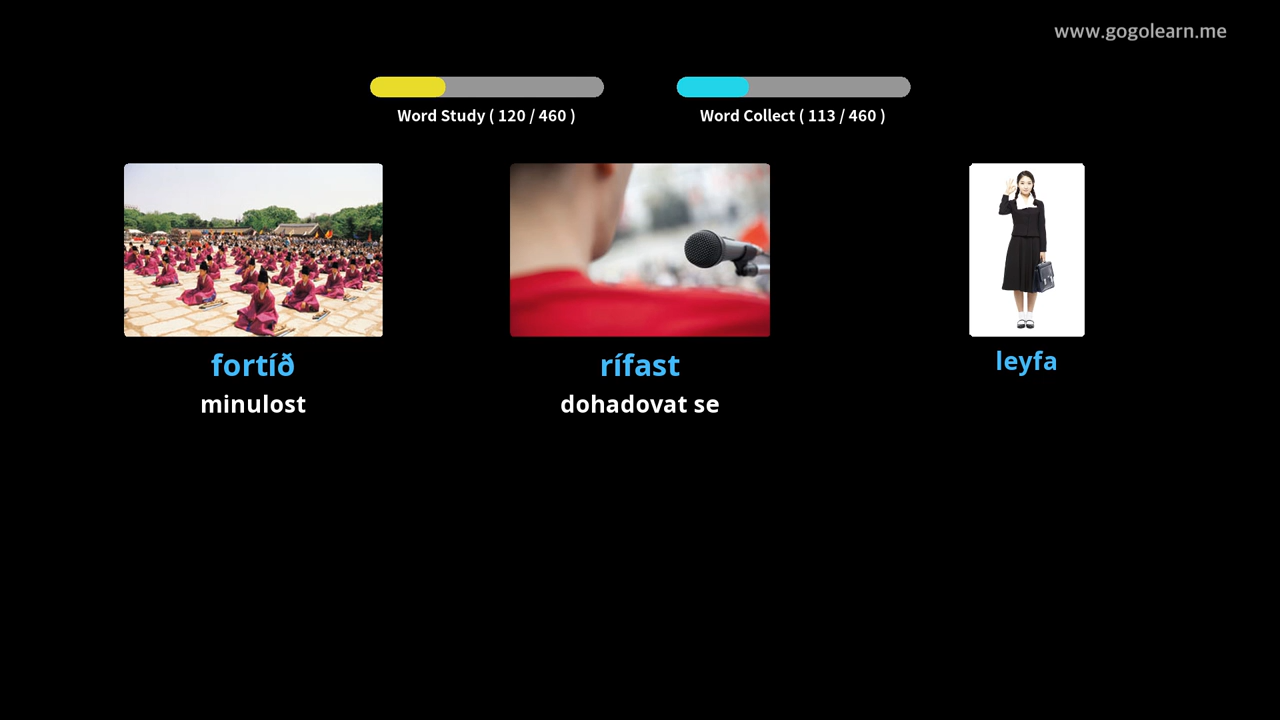 www.gogolearn.me
Word Study ( 120 / 460 )
Word Collect ( 113 / 460 )
fortíð
rífast
leyfa
minulost
dohadovat se